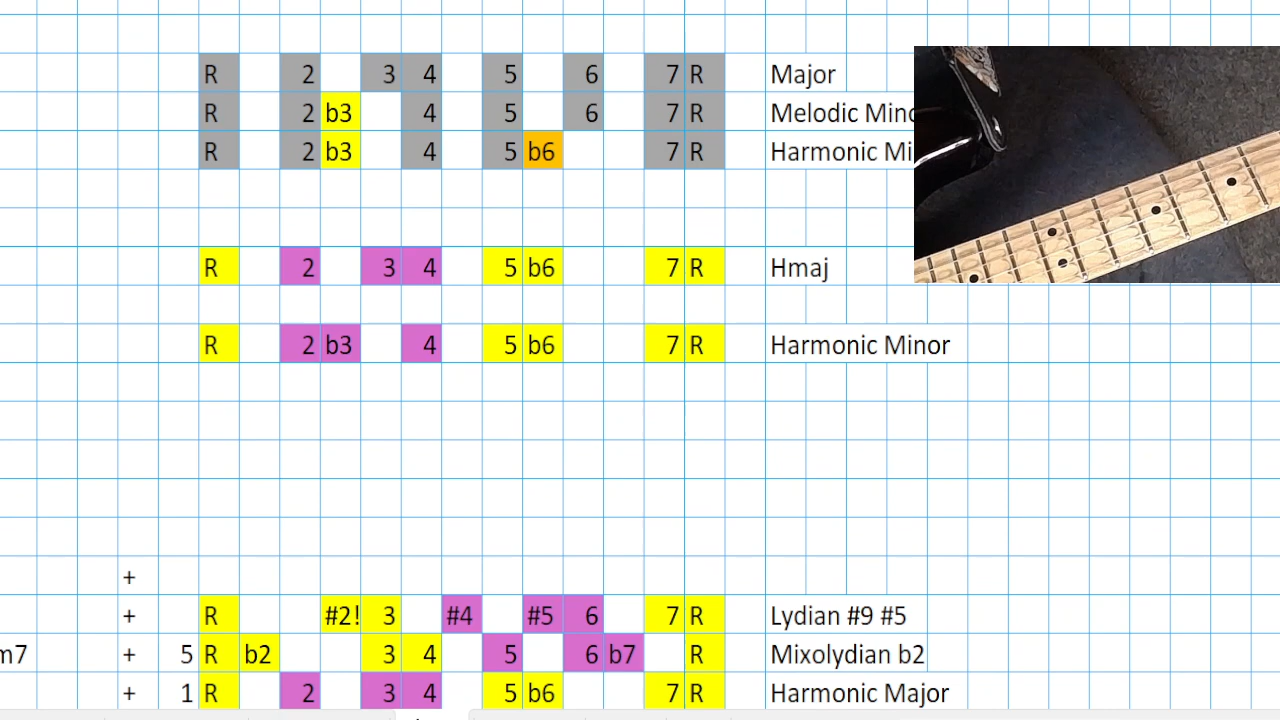 R 2 3 4 5 6 7 R Major
R 2 b3 4 5 6 7 R Melodic Mino
R 2 b3 4 5 b6 7 R Harmonic Mi
R 2 3 4 5 b6 7 R Hmaj
R 2 b3 4 5 b6 7 R Harmonic Minor
+
+ R #2! 3 #4 #5 6 7 R Lydian #9 #5
m7 + 5 R b2 3 4 5 6 b7 R Mixolydian b2
+ 1 R 2 3 4 5 b6 7 R Harmonic Major